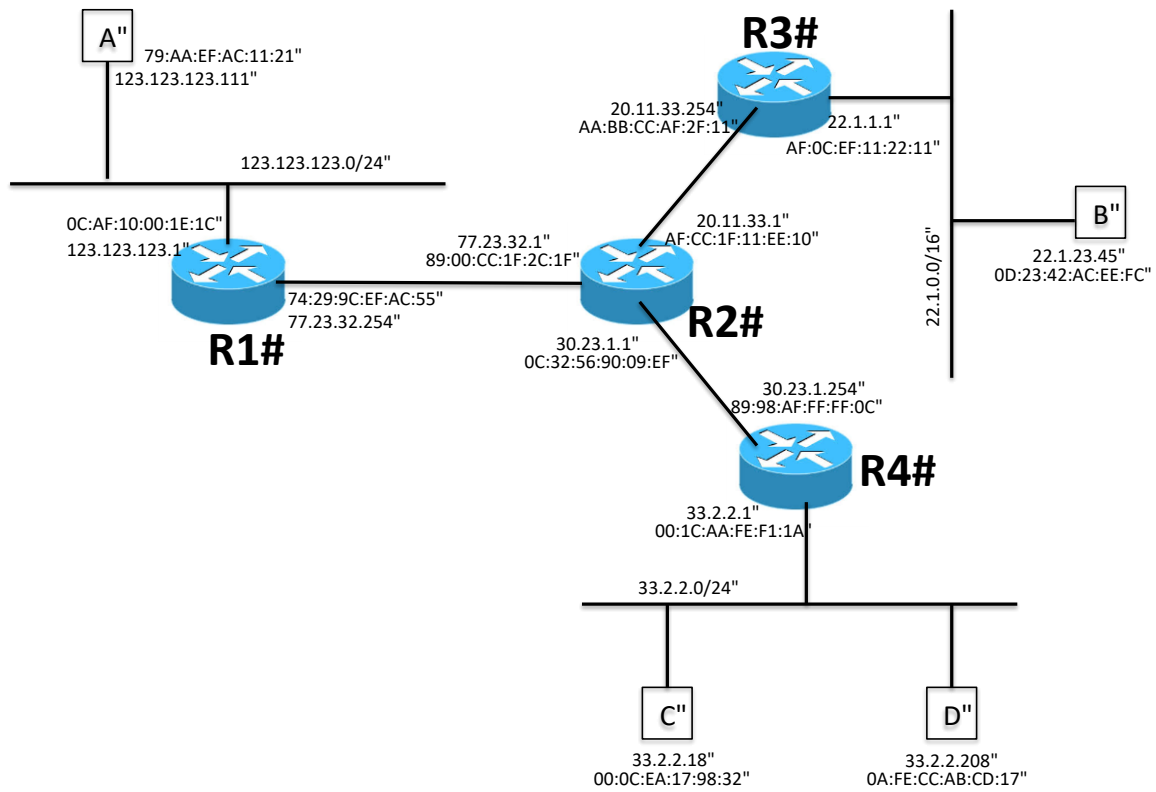 A"
79:AA:EF:AC:11:21"
123.123.123.111"
R3#
20.11.33.254"
AA:BB:CC:AF:2F:11"
22.1.1.1"
AF:0C:EF:11:22:11"
123.123.123.0/24"
0C:AF:10:00:1E:1C"
123.123.123.1"
77.23.32.1"
89:00:CC:1F:2C:1F"
20.11.33.1"
AF:CC:1F:11:EE:10"
B"
22.1.23.45"
0D:23:42:AC:EE:FC"
22.1.0.0/16"
74:29:9C:EF:AC:55"
77.23.32.254"
R1#
R2#
30.23.1.1"
0C:32:56:90:09:EF"
30.23.1.254"
89:98:AF:FF:FF:0C"
R4#
33.2.2.1"
00:1C:AA:FE:F1:1A"
33.2.2.0/24"
C"
D"
33.2.2.18"
00:0C:EA:17:98:32"
33.2.2.208"
0A:FE:CC:AB:CD:17"